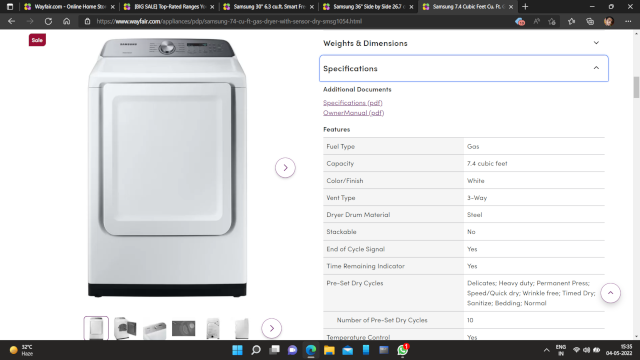 Wayfair.com - Online Home Stor
[BIG SALE] Top-Rated Ranges Yo
Samsung 30" 6.3 cu.ft. Smart Fre
Samsung 36" Side by Side 26.7 c
Samsung 7.4 Cubic Feet Cu. Ft. G
https://www.wayfair.com/appliances/pdp/samsung-74-cu-ft-gas-dryer-with-sensor-dry-smsg1054.html
Sale
SAMSUNG
Weights & Dimensions
Specifications
Additional Documents
Specifications (pdf)
OwnerManual (pdf)
Features
Fuel Type Gas
Capacity 7.4 cubic feet
Color/Finish White
Vent Type 3-Way
Dryer Drum Material Steel
Stackable No
End of Cycle Signal Yes
Time Remaining Indicator Yes
Pre-Set Dry Cycles Delicates; Heavy duty; Permanent Press;
Speed/Quick dry; Wrinkle free; Timed Dry;
Sanitize; Bedding; Normal
Number of Pre-Set Dry Cycles 10
Temperature Control Yes
32°C
Haze
ENG
IN
15:35
04-05-2022